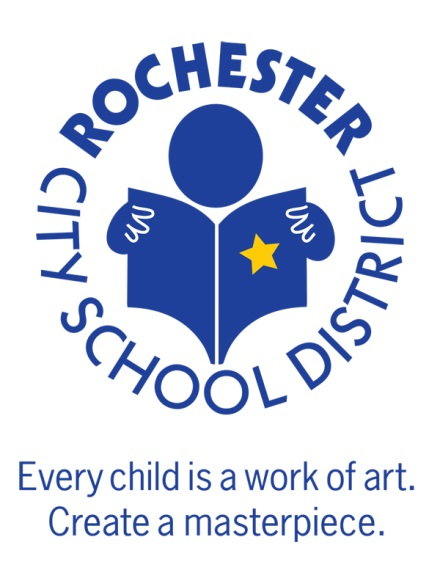 ROCHESTER
CITY SCHOOL DISTRICT
Every child is a work of art.
Create a masterpiece.